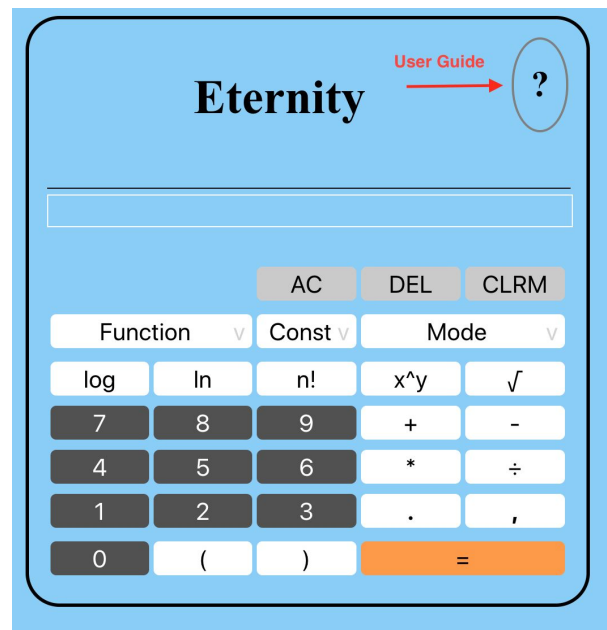 User Guide
Eternity ?
AC DEL CLRM
Function v Const v Mode v
log ln n! x^y √
7 8 9 + -
4 5 6 * ÷
1 2 3 . ,
0 ( ) =